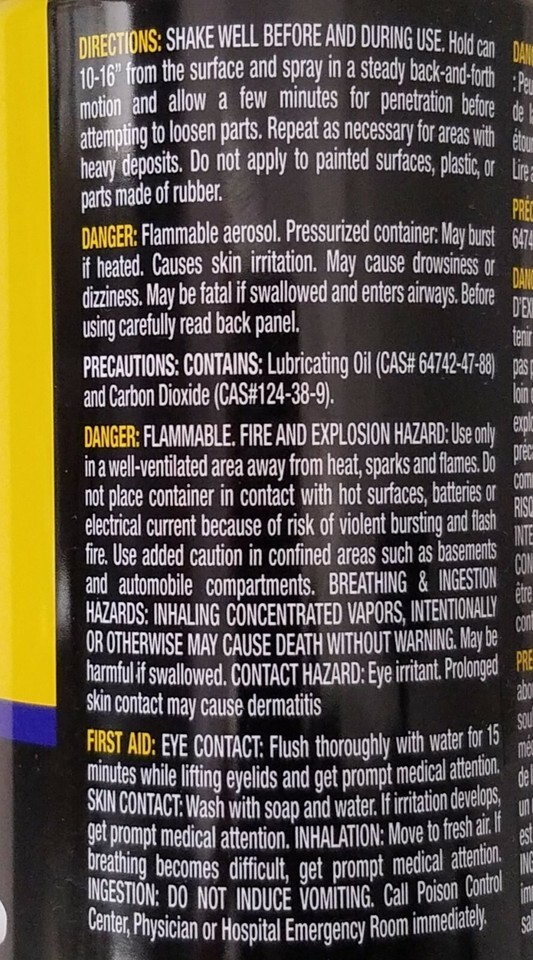 DIRECTIONS: SHAKE WELL BEFORE AND DURING USE. Hold can
10-16” from the surface and spray in a steady back-and-forth
motion and allow a few minutes for penetration before
attempting to loosen parts. Repeat as necessary for areas with
heavy deposits. Do not apply to painted surfaces, plastic, or
parts made of rubber.
DANGER: Flammable aerosol. Pressurized container: May burst
if heated. Causes skin irritation. May cause drowsiness or
dizziness. May be fatal if swallowed and enters airways. Before
using carefully read back panel.
PRECAUTIONS: CONTAINS: Lubricating Oil (CAS# 64742-47-88)
and Carbon Dioxide (CAS#124-38-9).
DANGER: FLAMMABLE. FIRE AND EXPLOSION HAZARD: Use only
in a well-ventilated area away from heat, sparks and flames. Do
not place container in contact with hot surfaces, batteries or
electrical current because of risk of violent bursting and flash
fire. Use added caution in confined areas such as basements
and automobile compartments. BREATHING & INGESTION
HAZARDS: INHALING CONCENTRATED VAPORS, INTENTIONALLY
OR OTHERWISE MAY CAUSE DEATH WITHOUT WARNING. May be
harmful if swallowed. CONTACT HAZARD: Eye irritant. Prolonged
skin contact may cause dermatitis
FIRST AID: EYE CONTACT: Flush thoroughly with water for 15
minutes while lifting eyelids and get prompt medical attention.
SKIN CONTACT: Wash with soap and water. If irritation develops,
get prompt medical attention. INHALATION: Move to fresh air. If
breathing becomes difficult, get prompt medical attention.
INGESTION: DO NOT INDUCE VOMITING. Call Poison Control
Center, Physician or Hospital Emergency Room immediately.